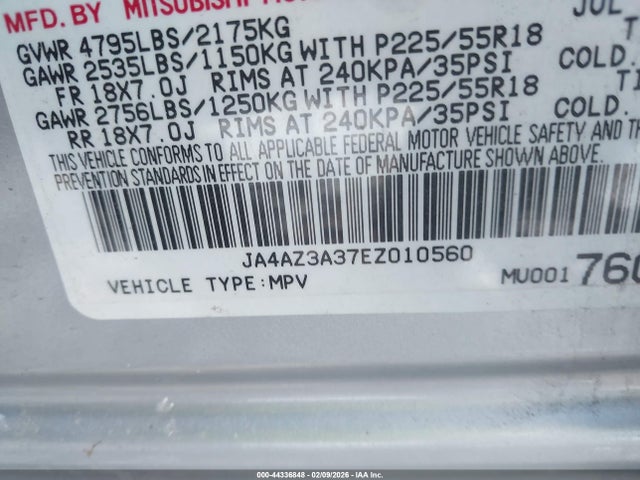 MFD.BY MITSUBISHI JUL
GVWR 4795LBS/2175KG
GAWR 2535LBS/1150KG WITH P225/55R18
FR 18X7.0J RIMS AT 240KPA/35PSI COLD.
GAWR 2756LBS/1250KG WITH P225/55R18
RR 18X7.0J RIMS AT 240KPA/35PSI COLD.
THIS VEHICLE CONFORMS TO ALL APPLICABLE FEDERAL MOTOR VEHICLE SAFETY AND
PREVENTION STANDARDS IN EFFECT ON THE DATE OF MANUFACTURE SHOWN ABOVE.
JA4AZ3A37EZ010560
VEHICLE TYPE:MPV MU001760
000-44336848 - 02/09/2026 - IAA, Inc.